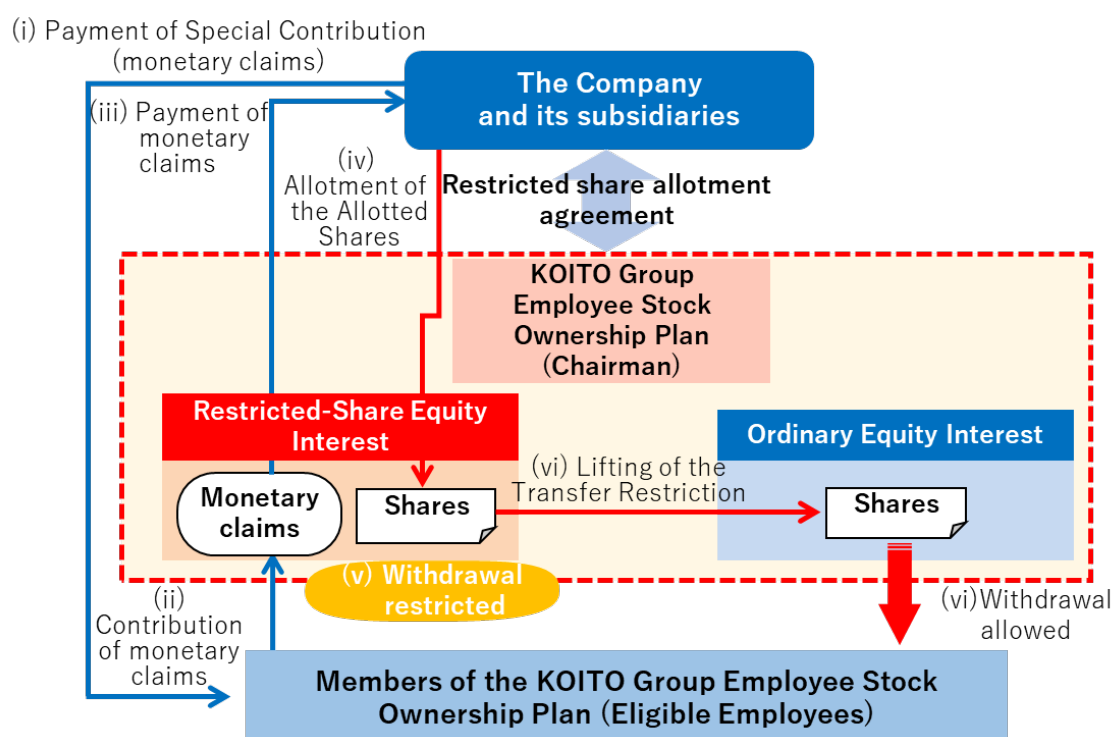 (i) Payment of Special Contribution
(monetary claims)
The Company
and its subsidiaries
(iii) Payment of
monetary
claims
(iv)
Allotment of
the Allotted
Shares
Restricted share allotment
agreement
KOITO Group
Employee Stock
Ownership Plan
(Chairman)
Restricted-Share Equity
Interest
Ordinary Equity Interest
(vi) Lifting of the
Transfer Restriction
Monetary
claims
Shares
Shares
(v) Withdrawal
restricted
(ii)
Contribution
of monetary
claims
(vi)Withdrawal
allowed
Members of the KOITO Group Employee Stock
Ownership Plan (Eligible Employees)